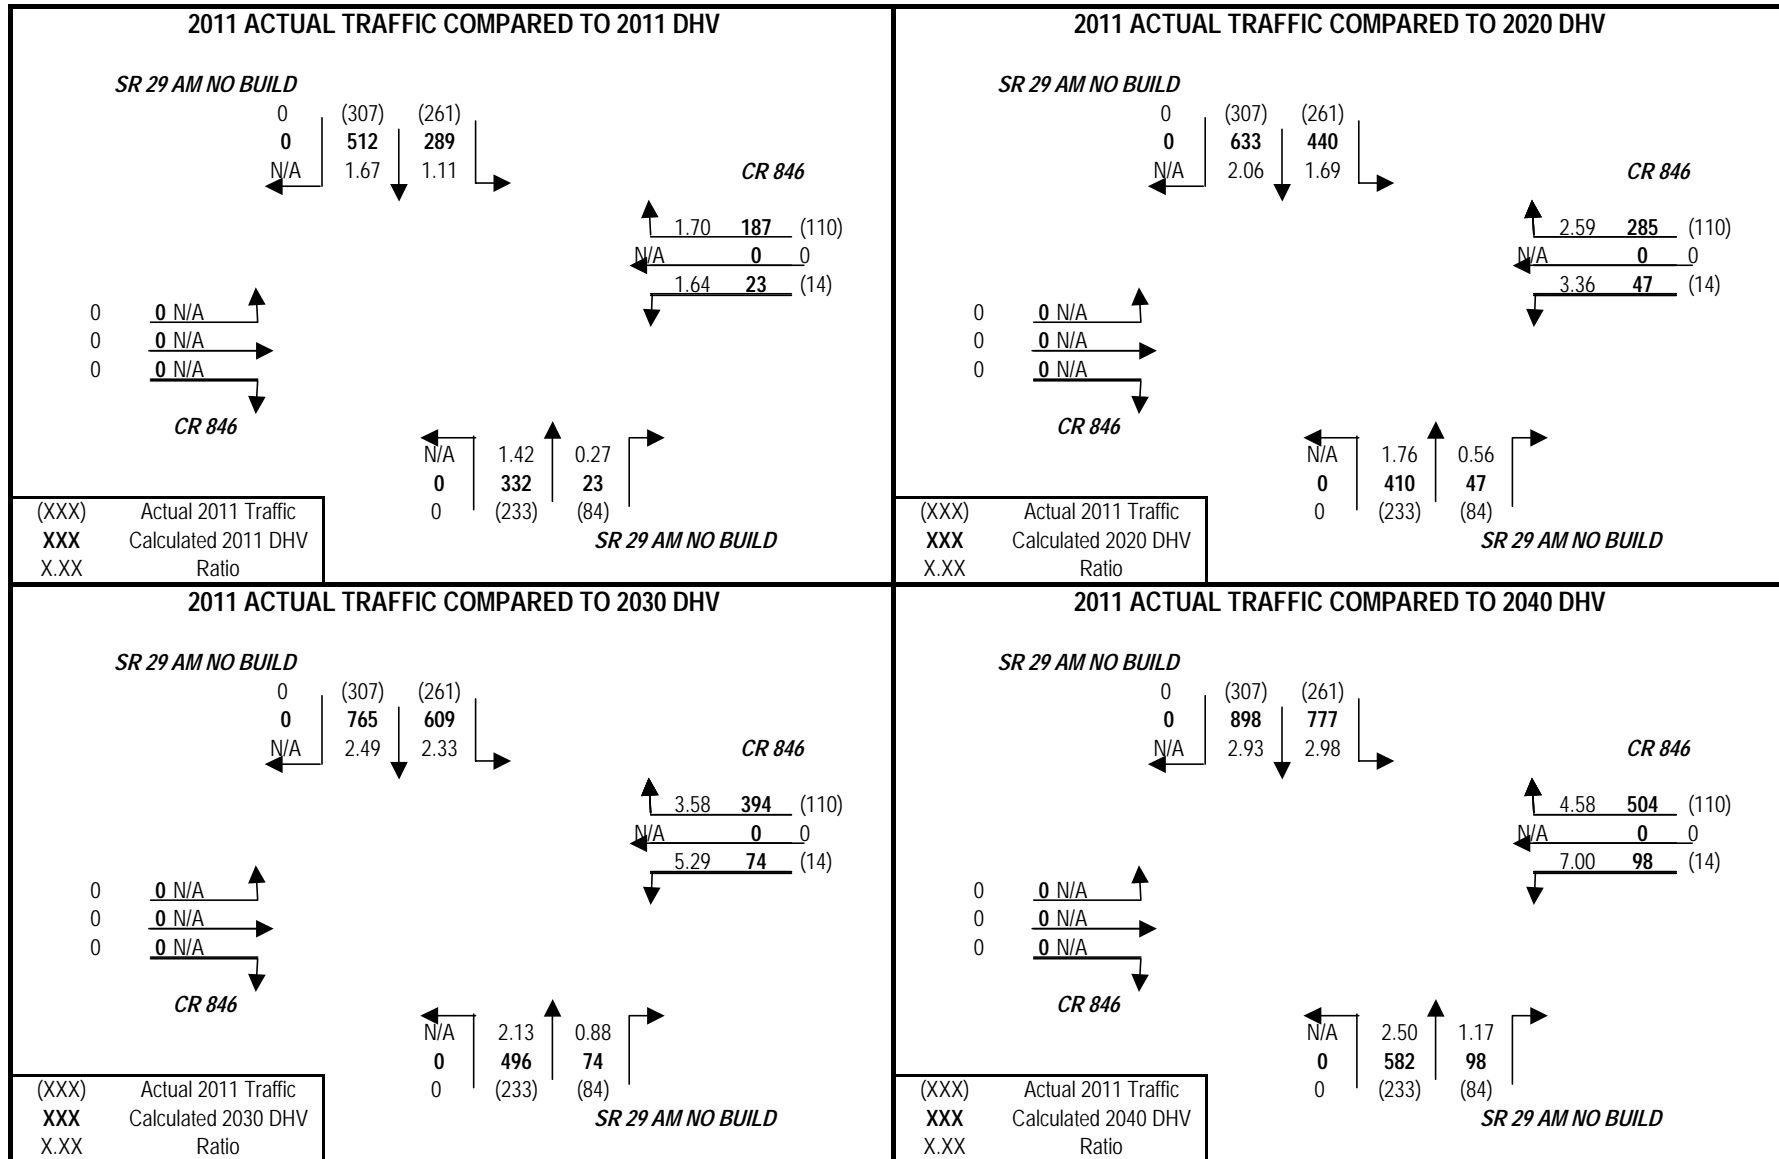 2011 ACTUAL TRAFFIC COMPARED TO 2011 DHV
SR 29 AM NO BUILD
0 (307) (261)
0 512 289
N/A 1.67 1.11
CR 846
1.70 187 (110)
N/A 0 0
1.64 23 (14)
0 0 N/A
0 0 N/A
0 0 N/A
CR 846
N/A 1.42 0.27
0 332 23
0 (233) (84)
SR 29 AM NO BUILD
(XXX) Actual 2011 Traffic
XXX Calculated 2011 DHV
X.XX Ratio
2011 ACTUAL TRAFFIC COMPARED TO 2020 DHV
SR 29 AM NO BUILD
0 (307) (261)
0 633 440
N/A 2.06 1.69
CR 846
2.59 285 (110)
N/A 0 0
3.36 47 (14)
0 0 N/A
0 0 N/A
0 0 N/A
CR 846
N/A 1.76 0.56
0 410 47
0 (233) (84)
SR 29 AM NO BUILD
(XXX) Actual 2011 Traffic
XXX Calculated 2020 DHV
X.XX Ratio
2011 ACTUAL TRAFFIC COMPARED TO 2030 DHV
SR 29 AM NO BUILD
0 (307) (261)
0 765 609
N/A 2.49 2.33
CR 846
3.58 394 (110)
N/A 0 0
5.29 74 (14)
0 0 N/A
0 0 N/A
0 0 N/A
CR 846
N/A 2.13 0.88
0 496 74
0 (233) (84)
SR 29 AM NO BUILD
(XXX) Actual 2011 Traffic
XXX Calculated 2030 DHV
X.XX Ratio
2011 ACTUAL TRAFFIC COMPARED TO 2040 DHV
SR 29 AM NO BUILD
0 (307) (261)
0 898 777
N/A 2.93 2.98
CR 846
4.58 504 (110)
N/A 0 0
7.00 98 (14)
0 0 N/A
0 0 N/A
0 0 N/A
CR 846
N/A 2.50 1.17
0 582 98
0 (233) (84)
SR 29 AM NO BUILD
(XXX) Actual 2011 Traffic
XXX Calculated 2040 DHV
X.XX Ratio